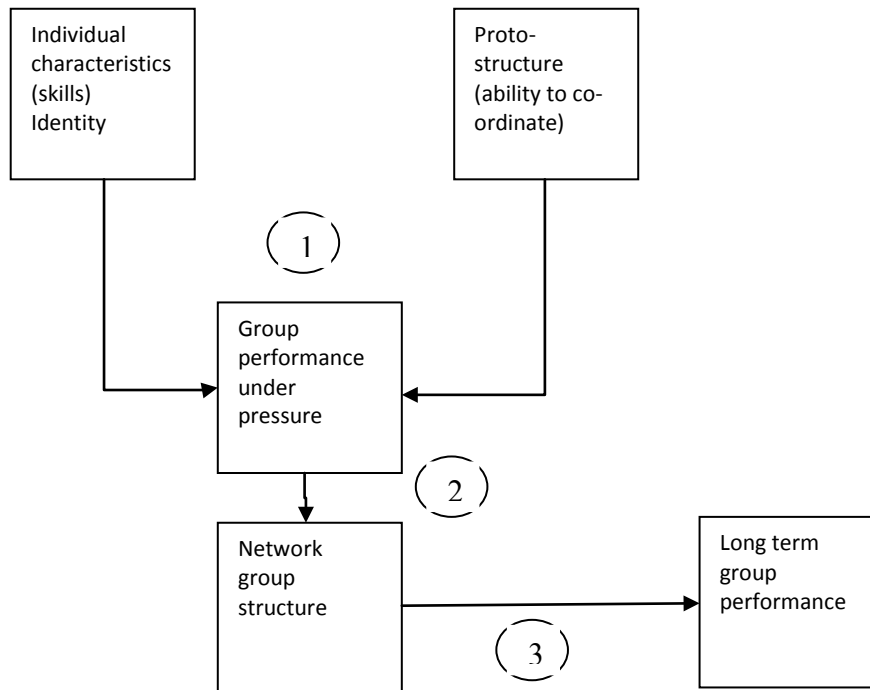 Individual
characteristics
(skills)
Identity
Proto-
structure
(ability to co-
ordinate)
1
Group
performance
under
pressure
2
Network
group
structure
Long term
group
performance
3